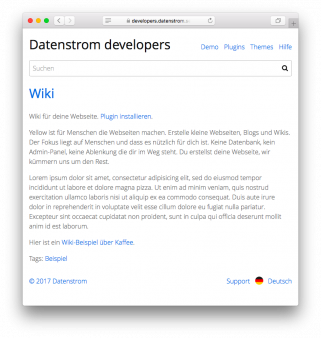 developers.datenstrom.se
Datenstrom developers
Demo Plugins Themes Hilfe
Suchen
Wiki
Wiki für deine Webseite. Plugin installieren.
Yellow ist für Menschen die Webseiten machen. Erstelle kleine Webseiten, Blogs und Wikis.
Der Fokus liegt auf Menschen und dass es nützlich für dich ist. Keine Datenbank, kein
Admin-Panel, keine Ablenkung die dir im Weg steht. Du erstellst deine Webseite, wir
kümmern uns um den Rest.
Lorem ipsum dolor sit amet, consectetur adipisicing elit, sed do eiusmod tempor
incididunt ut labore et dolore magna pizza. Ut enim ad minim veniam, quis nostrud
exercitation ullamco laboris nisi ut aliquip ex ea commodo consequat. Duis aute irure
dolor in reprehenderit in voluptate velit esse cillum dolore eu fugiat nulla pariatur.
Excepteur sint occaecat cupidatat non proident, sunt in culpa qui officia deserunt mollit
anim id est laborum.
Hier ist ein Wiki-Beispiel über Kaffee.
Tags: Beispiel
© 2017 Datenstrom
Support Deutsch